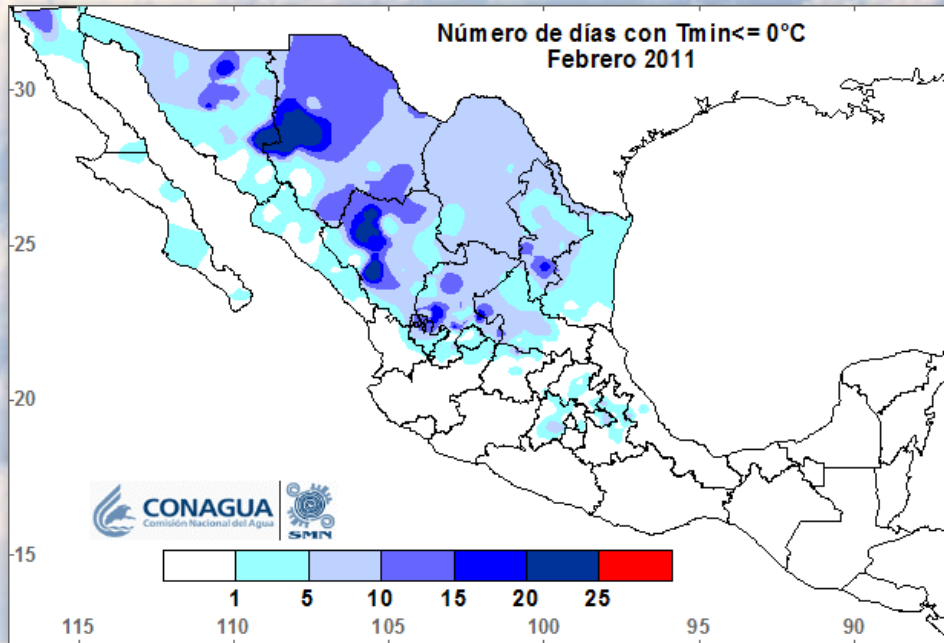 Número de días con Tmin<= 0°C
Febrero 2011
30
25
20
15
CONAGUA
Comisión Nacional del Agua
SMN
1 5 10 15 20 25
115 110 105 100 95 90